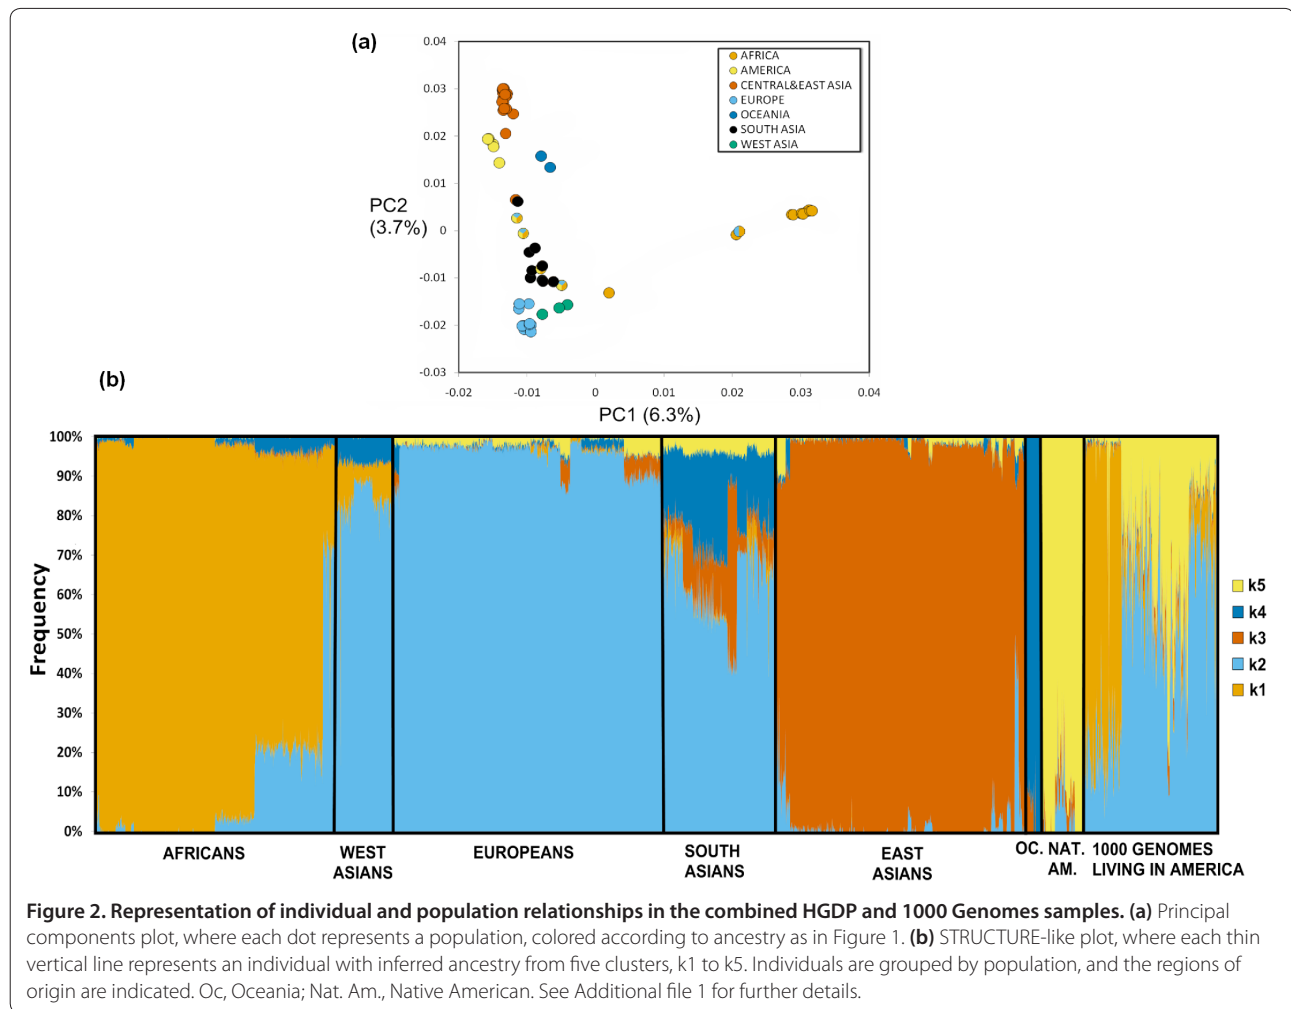 (a)
0.04
0.03
0.02
0.01
0
-0.01
-0.02
-0.03
PC2
(3.7%)
AFRICA
AMERICA
CENTRAL&EAST ASIA
EUROPE
OCEANIA
SOUTH ASIA
WEST ASIA
-0.02 -0.01 0 0.01 0.02 0.03 0.04
PC1 (6.3%)
(b)
100%
90%
80%
70%
60%
50%
40%
30%
20%
10%
0%
Frequency
k5
k4
k3
k2
k1
AFRICANS
WEST
ASIANS
EUROPEANS
SOUTH
ASIANS
EAST
ASIANS
OC.
NAT.
AM.
1000 GENOMES
LIVING IN AMERICA
Figure 2. Representation of individual and population relationships in the combined HGDP and 1000 Genomes samples. (a) Principal
components plot, where each dot represents a population, colored according to ancestry as in Figure 1. (b) STRUCTURE-like plot, where each thin
vertical line represents an individual with inferred ancestry from five clusters, k1 to k5. Individuals are grouped by population, and the regions of
origin are indicated. Oc, Oceania; Nat. Am., Native American. See Additional file 1 for further details.